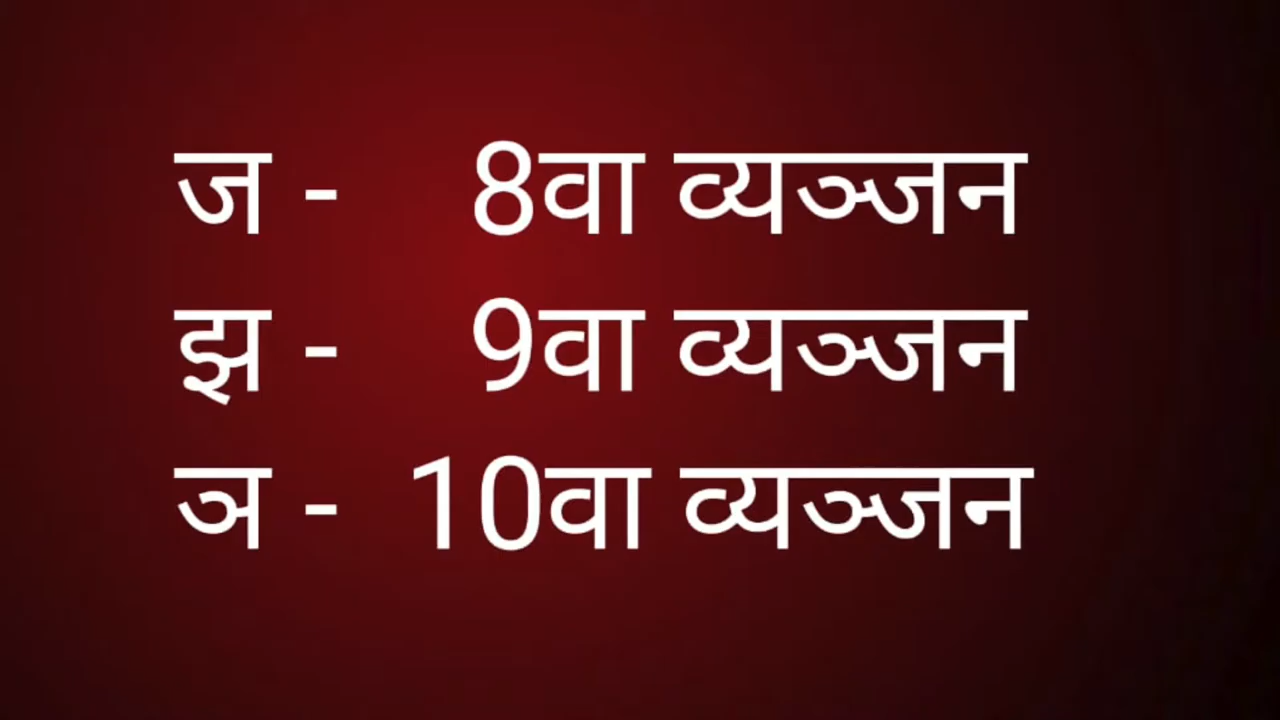 ज - 8वा व्यञ्जन
झ - 9वा व्यञ्जन
ञ - 10वा व्यञ्जन